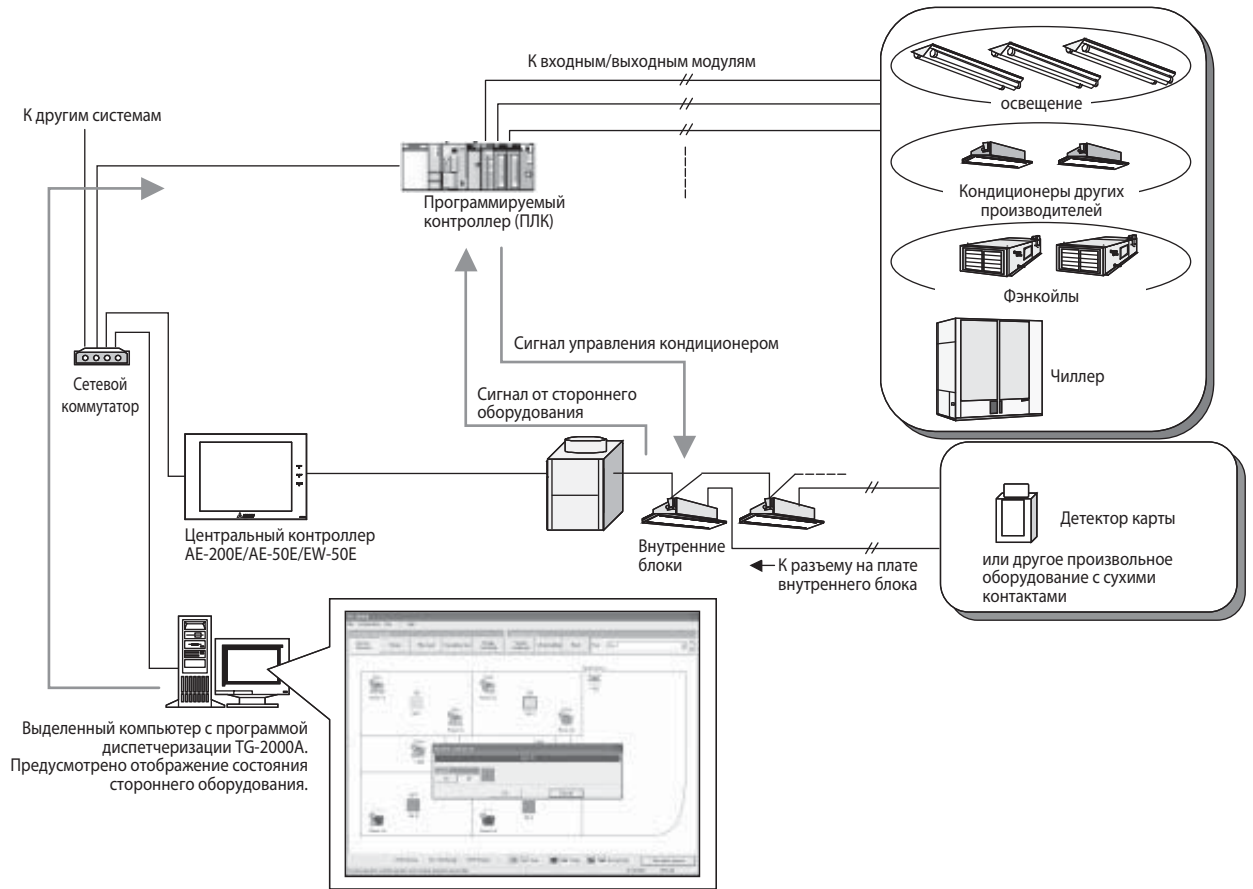 К входным/выходным модулям
освещение
К другим системам
Программируемый
контроллер (ПЛК)
Кондиционеры других
производителей
Фэнкойлы
Сигнал управления кондиционером
Чиллер
Сетевой
коммутатор
Сигнал от стороннего
оборудования
Центральный контроллер
AE-200E/AE-50E/EW-50E
Внутренние
блоки
К разъему на плате
внутреннего блока
Детектор карты
или другое произвольное
оборудование с сухими
контактами
Выделенный компьютер с программой
диспетчеризации TG-2000A.
Предусмотрено отображение состояния
стороннего оборудования.